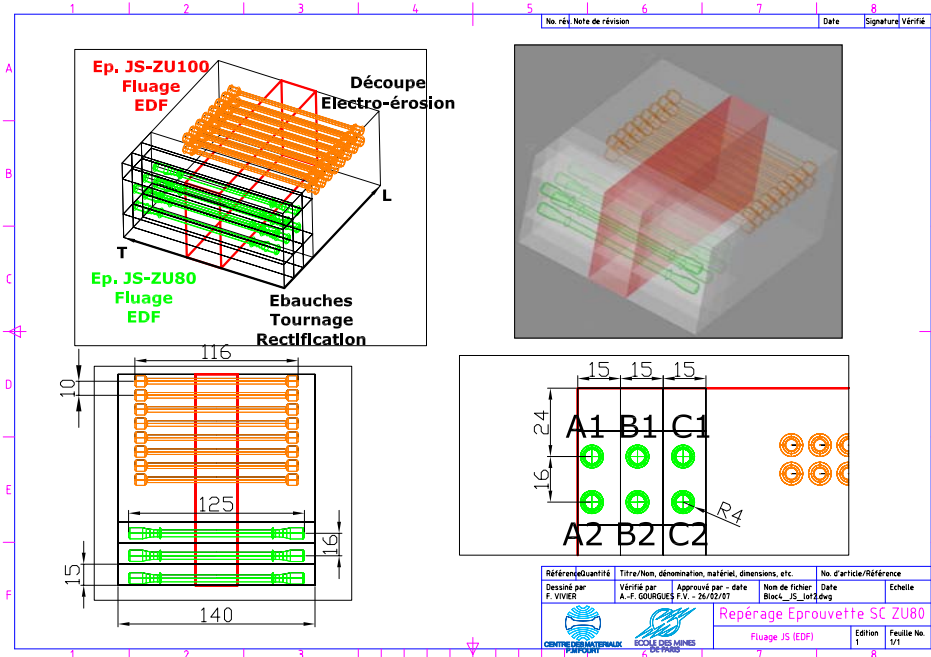 1 2 3 4 5 6 7 8
No. rév. Note de révision Date Signature Vérifié
A
B
C
D
E
F
Ep. JS-ZU100
Fluage
EDF
Découpe
Electro-érosion
L
T
Ep. JS-ZU80
Fluage
EDF
Ebauches
Tournage
Rectification
116
10
125
16
15
140
15 15 15
24
A1 B1 C1
16
R4
A2 B2 C2
Référence Quantité Titre/Nom, dénomination, matériel, dimensions, etc. No. d'article/Référence
Dessiné par Vérifié par Approuvé par - date Nom de fichier Date Echelle
F. VIVIER A.-F. GOURGUES F.V. - 26/02/07 Bloc4_JS_lot2.dwg
CENTRE DES MATERIAUX
P.M.FOURT
ECOLE DES MINES
DE PARIS
Repérage Eprouvette SC ZU80
Fluage JS (EDF)
Edition Feuille No.
1 1/1
1 2 3 4 5 6 7 8